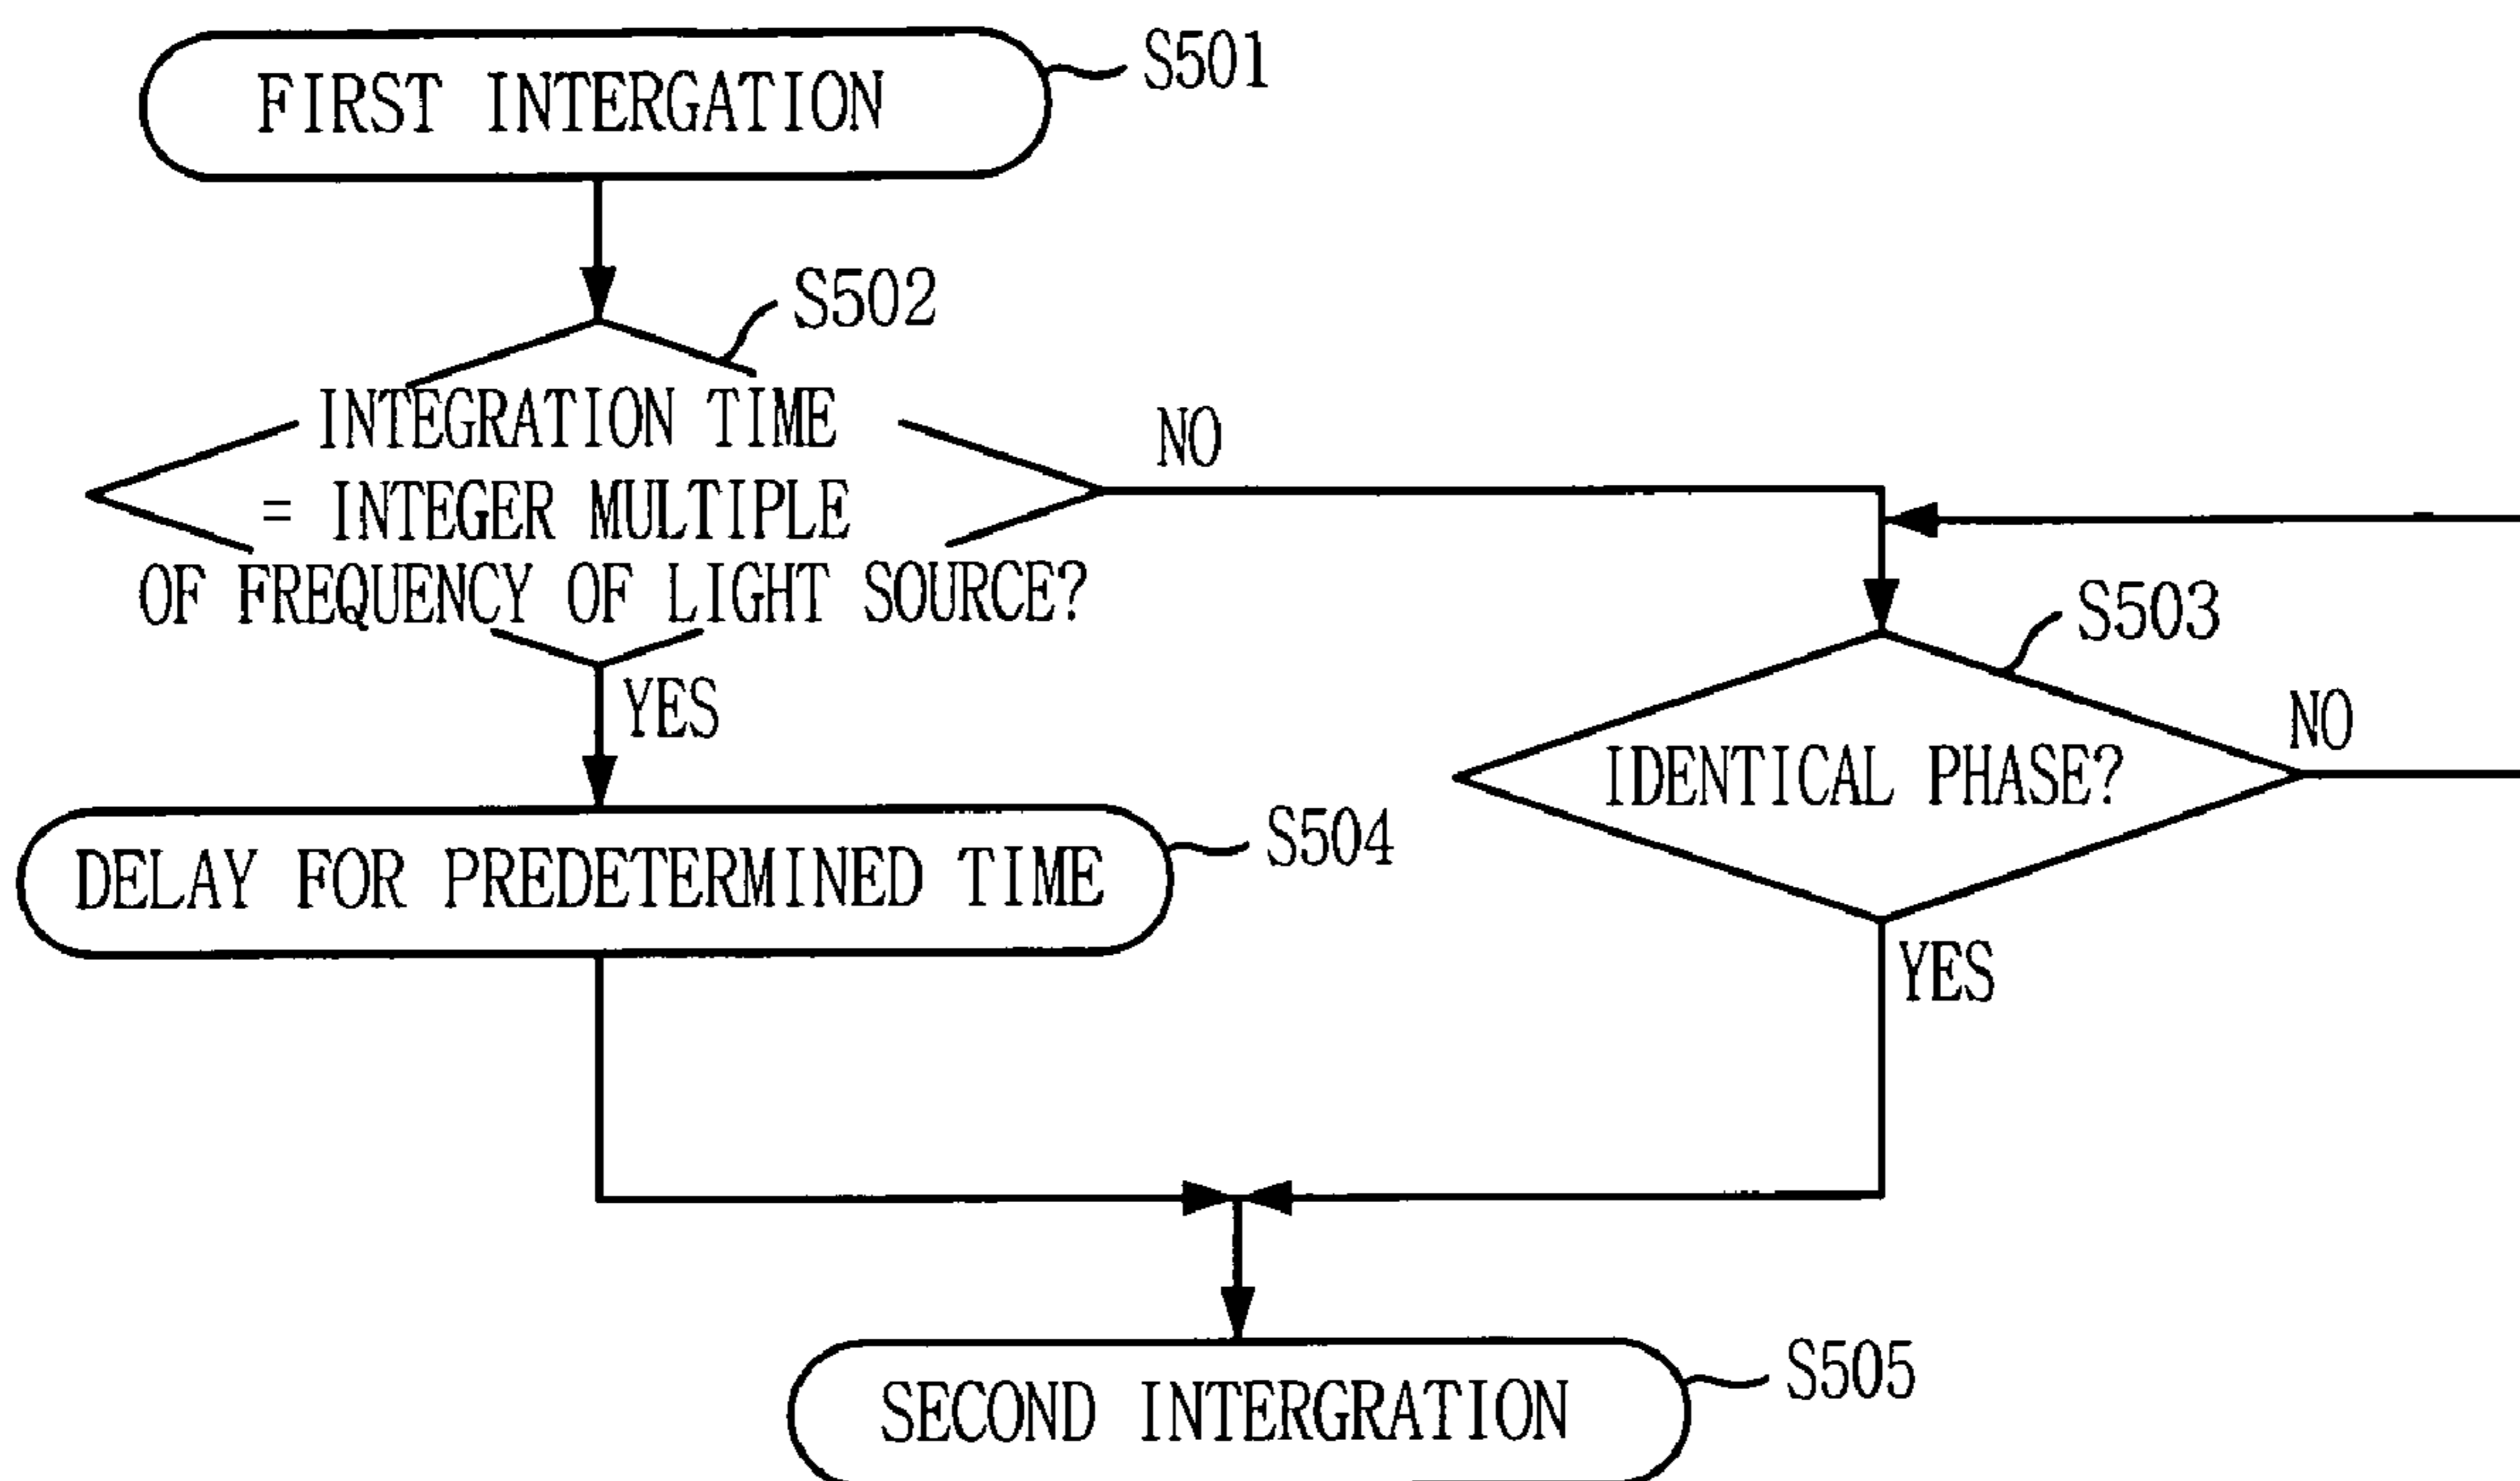 FIRST INTERGATION
S501
S502
INTEGRATION TIME
= INTEGER MULTIPLE
OF FREQUENCY OF LIGHT SOURCE?
NO
YES
S503
IDENTICAL PHASE?
NO
YES
DELAY FOR PREDETERMINED TIME
S504
SECOND INTERGRATION
S505